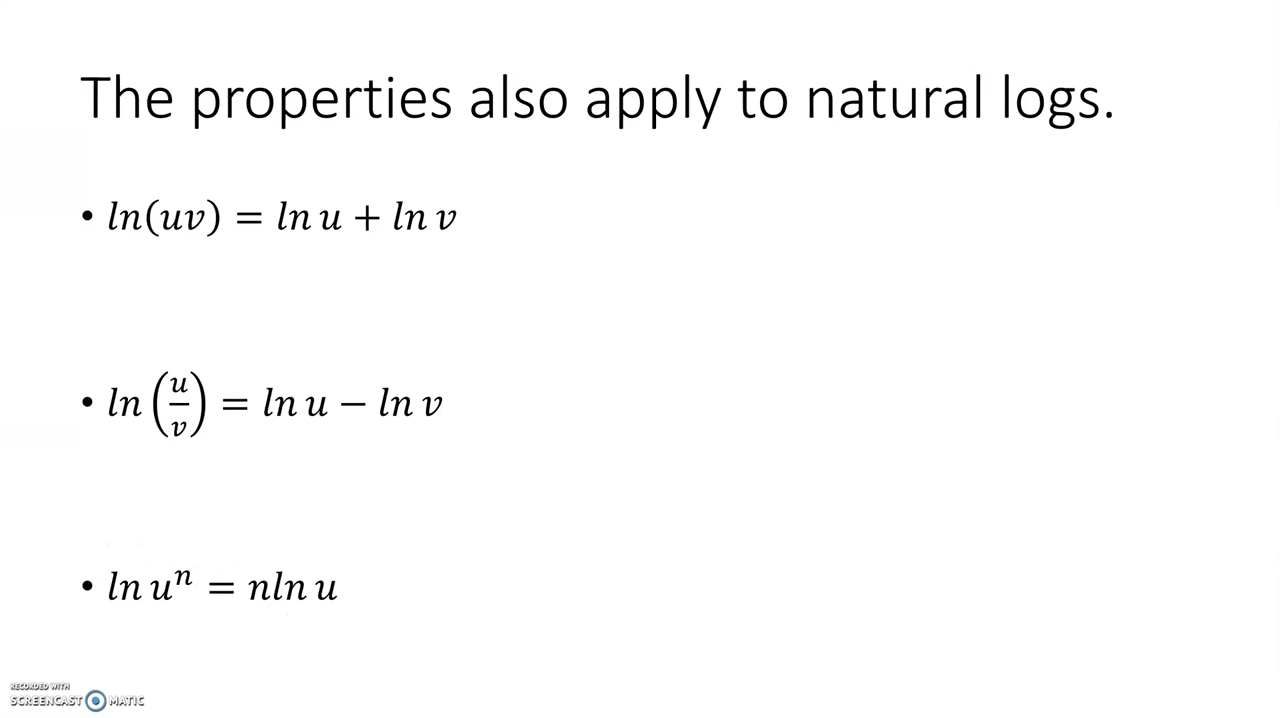 The properties also apply to natural logs.
• ln(uv) = ln u + ln v
• ln(u/v) = ln u − ln v
• ln uⁿ = nln u
RECORDED WITH
SCREENCAST MATIC